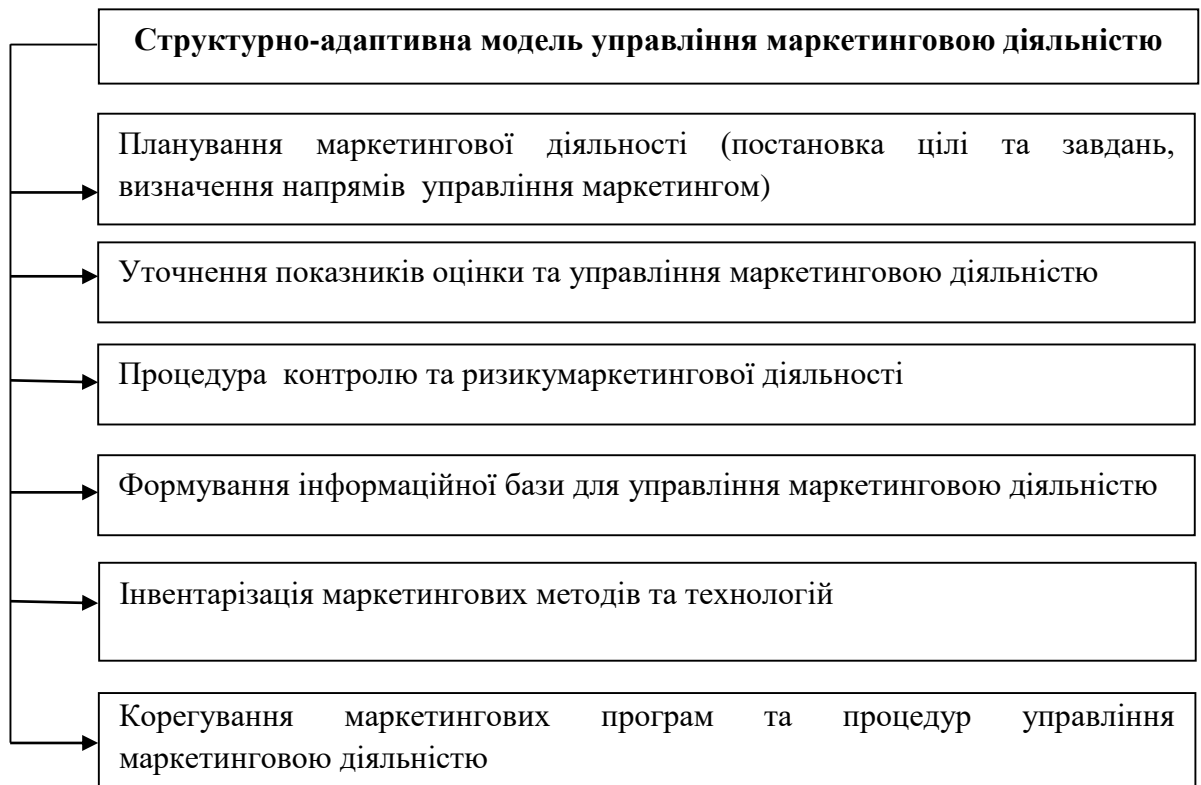 Структурно-адаптивна модель управління маркетинговою діяльністю
Планування маркетингової діяльності (постановка цілі та завдань,
визначення напрямів управління маркетингом)
Уточнення показників оцінки та управління маркетинговою діяльністю
Процедура контролю та ризикумаркетингової діяльності
Формування інформаційної бази для управління маркетинговою діяльністю
Інвентарізація маркетингових методів та технологій
Корегування маркетингових програм та процедур управління
маркетинговою діяльністю